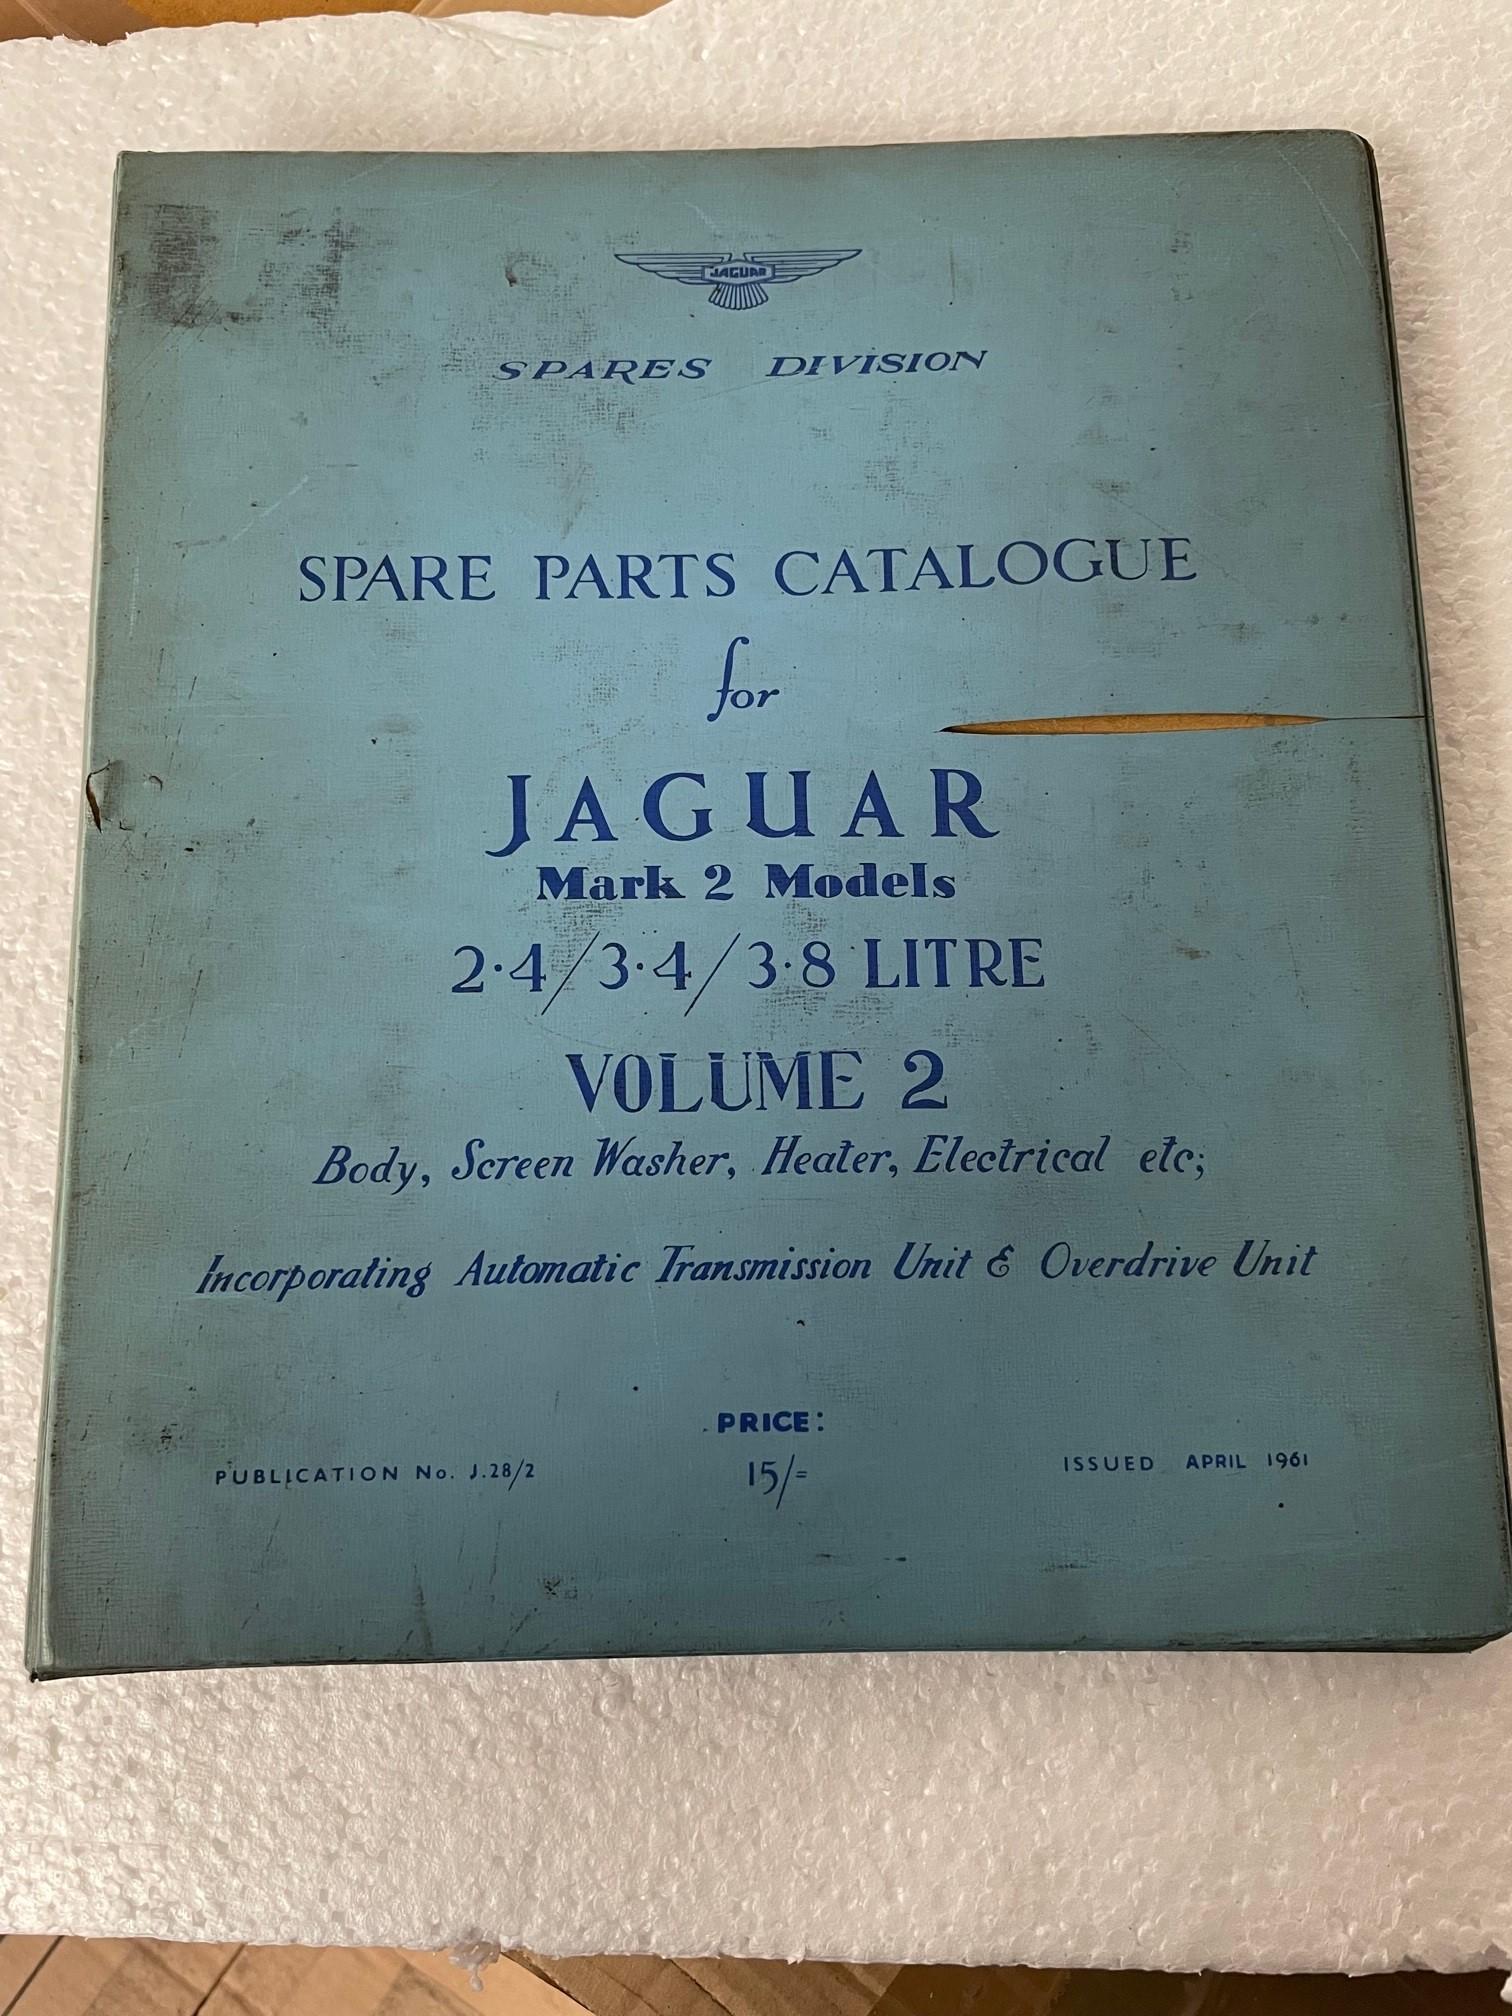 JAGUAR
SPARES DIVISION
SPARE PARTS CATALOGUE
for
JAGUAR
Mark 2 Models
2·4/3·4/3·8 LITRE
VOLUME 2
Body, Screen Washer, Heater, Electrical etc;
Incorporating Automatic Transmission Unit & Overdrive Unit
PRICE:
PUBLICATION No. J.28/2 15/= ISSUED APRIL 1961